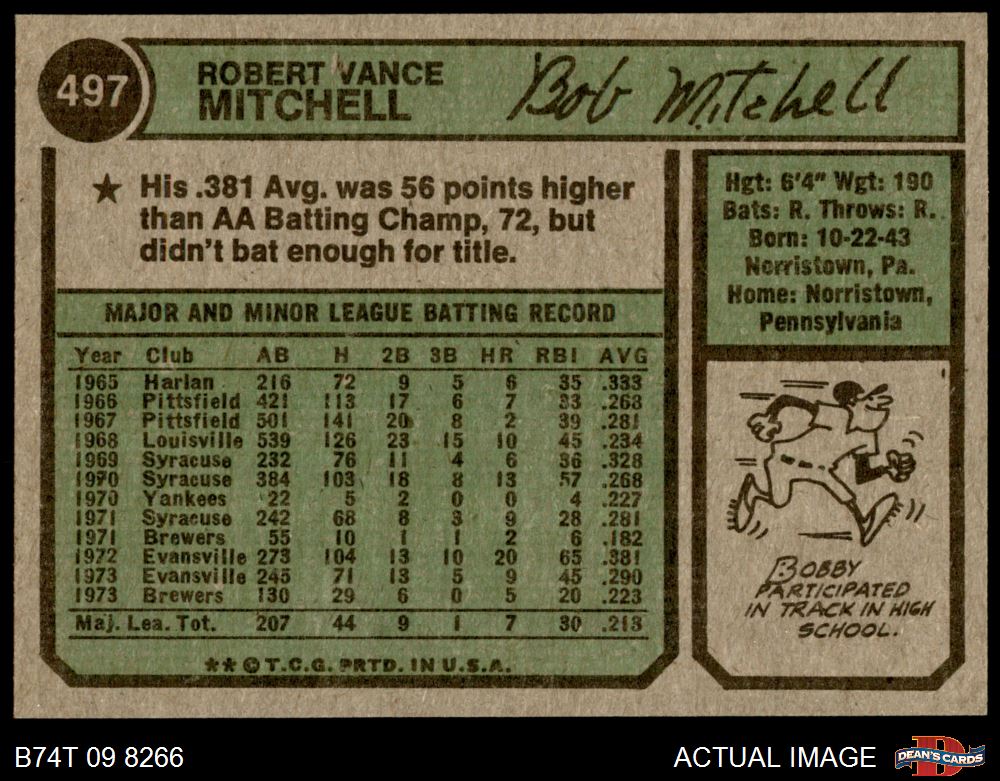 497
ROBERT VANCE
MITCHELL
Bob Mitchell
★ His .381 Avg. was 56 points higher
than AA Batting Champ, 72, but
didn't bat enough for title.
Hgt: 6'4" Wgt: 190
Bats: R. Throws: R.
Born: 10-22-43
Norristown, Pa.
Home: Norristown,
Pennsylvania
MAJOR AND MINOR LEAGUE BATTING RECORD
Year Club AB H 2B 3B HR RBI AVG
1965 Harlan 216 72 9 5 6 35 .333
1966 Pittsfield 421 113 17 6 7 33 .268
1967 Pittsfield 501 141 20 8 2 39 .281
1968 Louisville 539 126 23 15 10 45 .234
1969 Syracuse 232 76 11 4 6 36 .328
1970 Syracuse 384 103 18 8 13 57 .268
1970 Yankees 22 5 2 0 0 4 .227
1971 Syracuse 242 68 8 3 9 28 .281
1971 Brewers 55 10 1 1 2 6 .182
1972 Evansville 273 104 13 10 20 65 .381
1973 Evansville 245 71 13 5 9 45 .290
1973 Brewers 130 29 6 0 5 20 .223
Maj. Lea. Tot. 207 44 9 1 7 30 .213
** © T.C.G. PRTD. IN U.S.A.
BOBBY
PARTICIPATED
IN TRACK IN HIGH
SCHOOL.
B74T 09 8266
ACTUAL IMAGE
D
DEAN'S CARDS